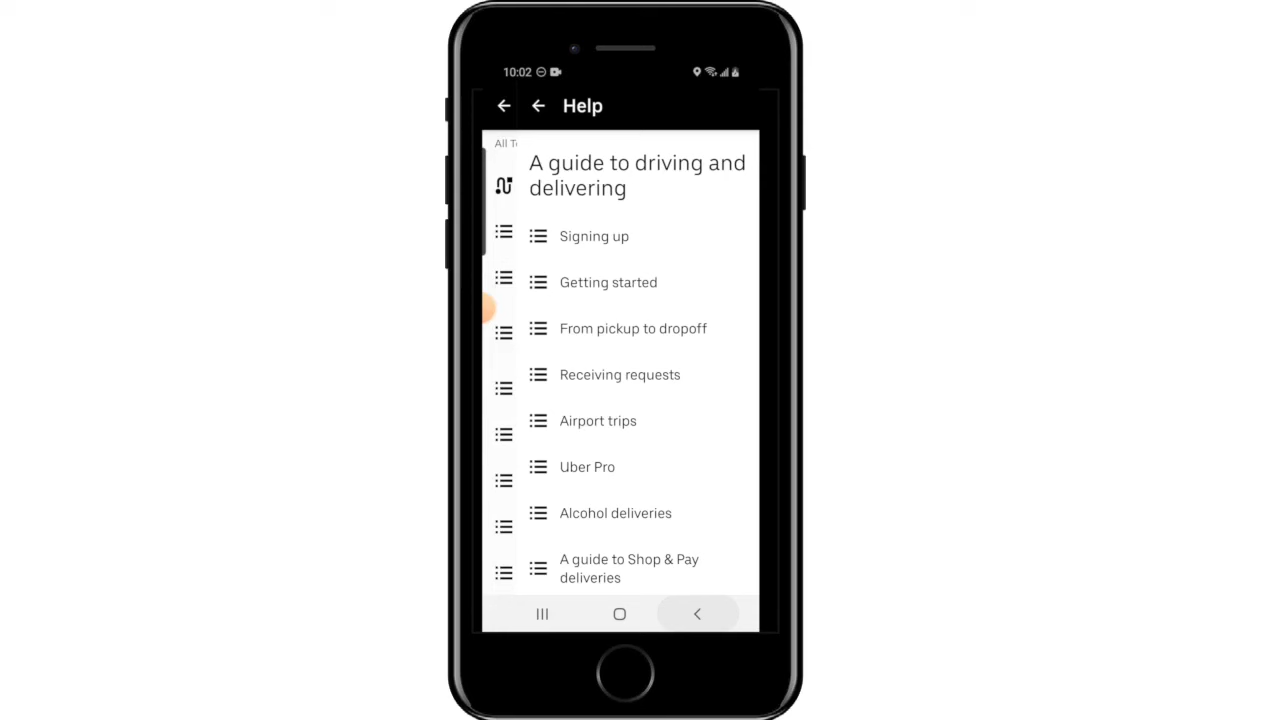 10:02
Help
All T
A guide to driving and
delivering
Signing up
Getting started
From pickup to dropoff
Receiving requests
Airport trips
Uber Pro
Alcohol deliveries
A guide to Shop & Pay
deliveries